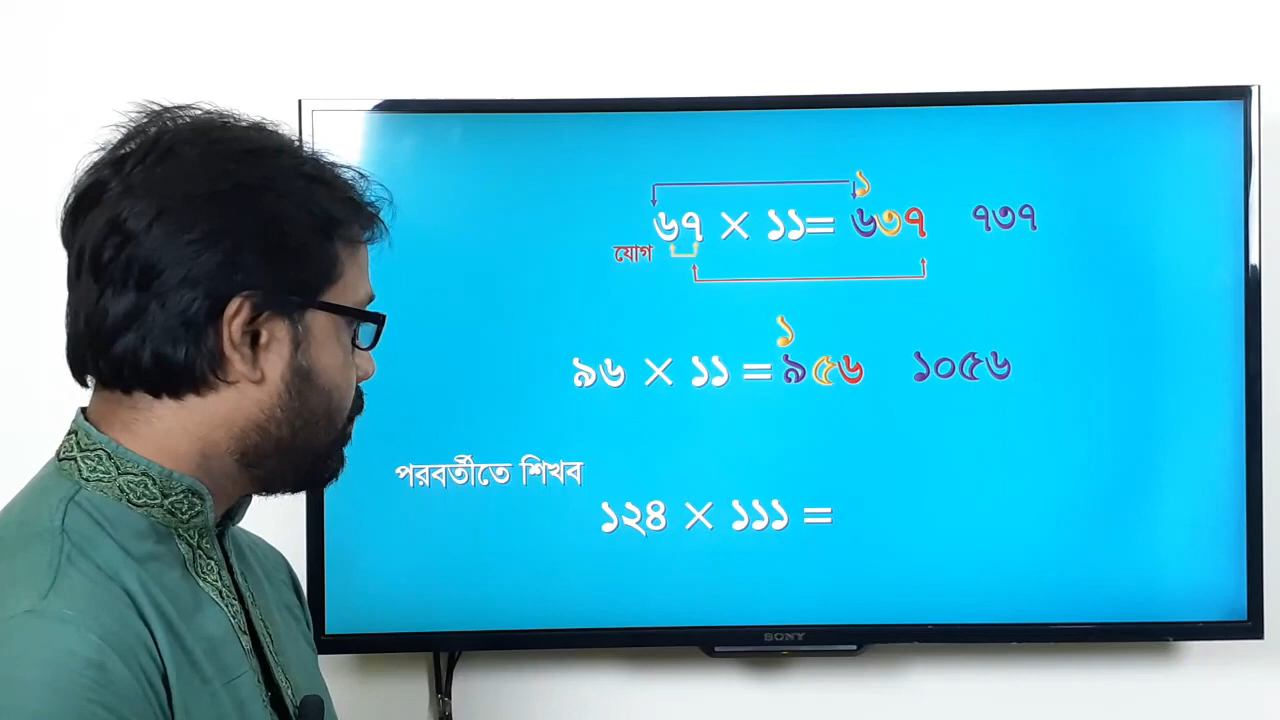 ১
৬৭ × ১১= ৬৩৭ ৭৩৭
যোগ
১
৯৬ × ১১ = ৯৫৬ ১০৫৬
পরবর্তীতে শিখব
১২৪ × ১১১ =
SONY